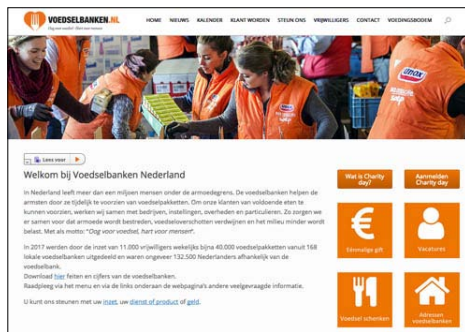 VOEDSELBANKEN.NL
Oog voor voedsel - Hart voor mensen
HOME NIEUWS KALENDER KLANT WORDEN STEUN ONS VRIJWILLIGERS CONTACT VOEDINGSBODEM
unox
unox
Lees voor
Welkom bij Voedselbanken Nederland
In Nederland leeft meer dan een miljoen mensen onder de armoedegrens. De voedselbanken helpen de
armsten door ze tijdelijk te voorzien van voedselpakketten. Om onze klanten van voldoende eten te
kunnen voorzien, werken wij samen met bedrijven, instellingen, overheden en particulieren. Zo zorgen we
er samen voor dat armoede wordt bestreden, voedseloverschotten verdwijnen en het milieu minder wordt
belast. Met als motto: "Oog voor voedsel, hart voor mensen".
In 2017 werden door de inzet van 11.000 vrijwilligers wekelijks bijna 40.000 voedselpakketten vanuit 168
lokale voedselbanken uitgedeeld en waren ongeveer 132.500 Nederlanders afhankelijk van de
voedselbank.
Download hier feiten en cijfers van de voedselbanken.
Raadpleeg via het menu en via de links onderaan de webpagina's andere veelgevraagde informatie.
U kunt ons steunen met uw inzet, uw dienst of product of geld.
Wat is Charity
day?
Aanmelden
Charity day
€
Eenmalige gift
Vacatures
Voedsel schenken
Adressen
voedselbanken